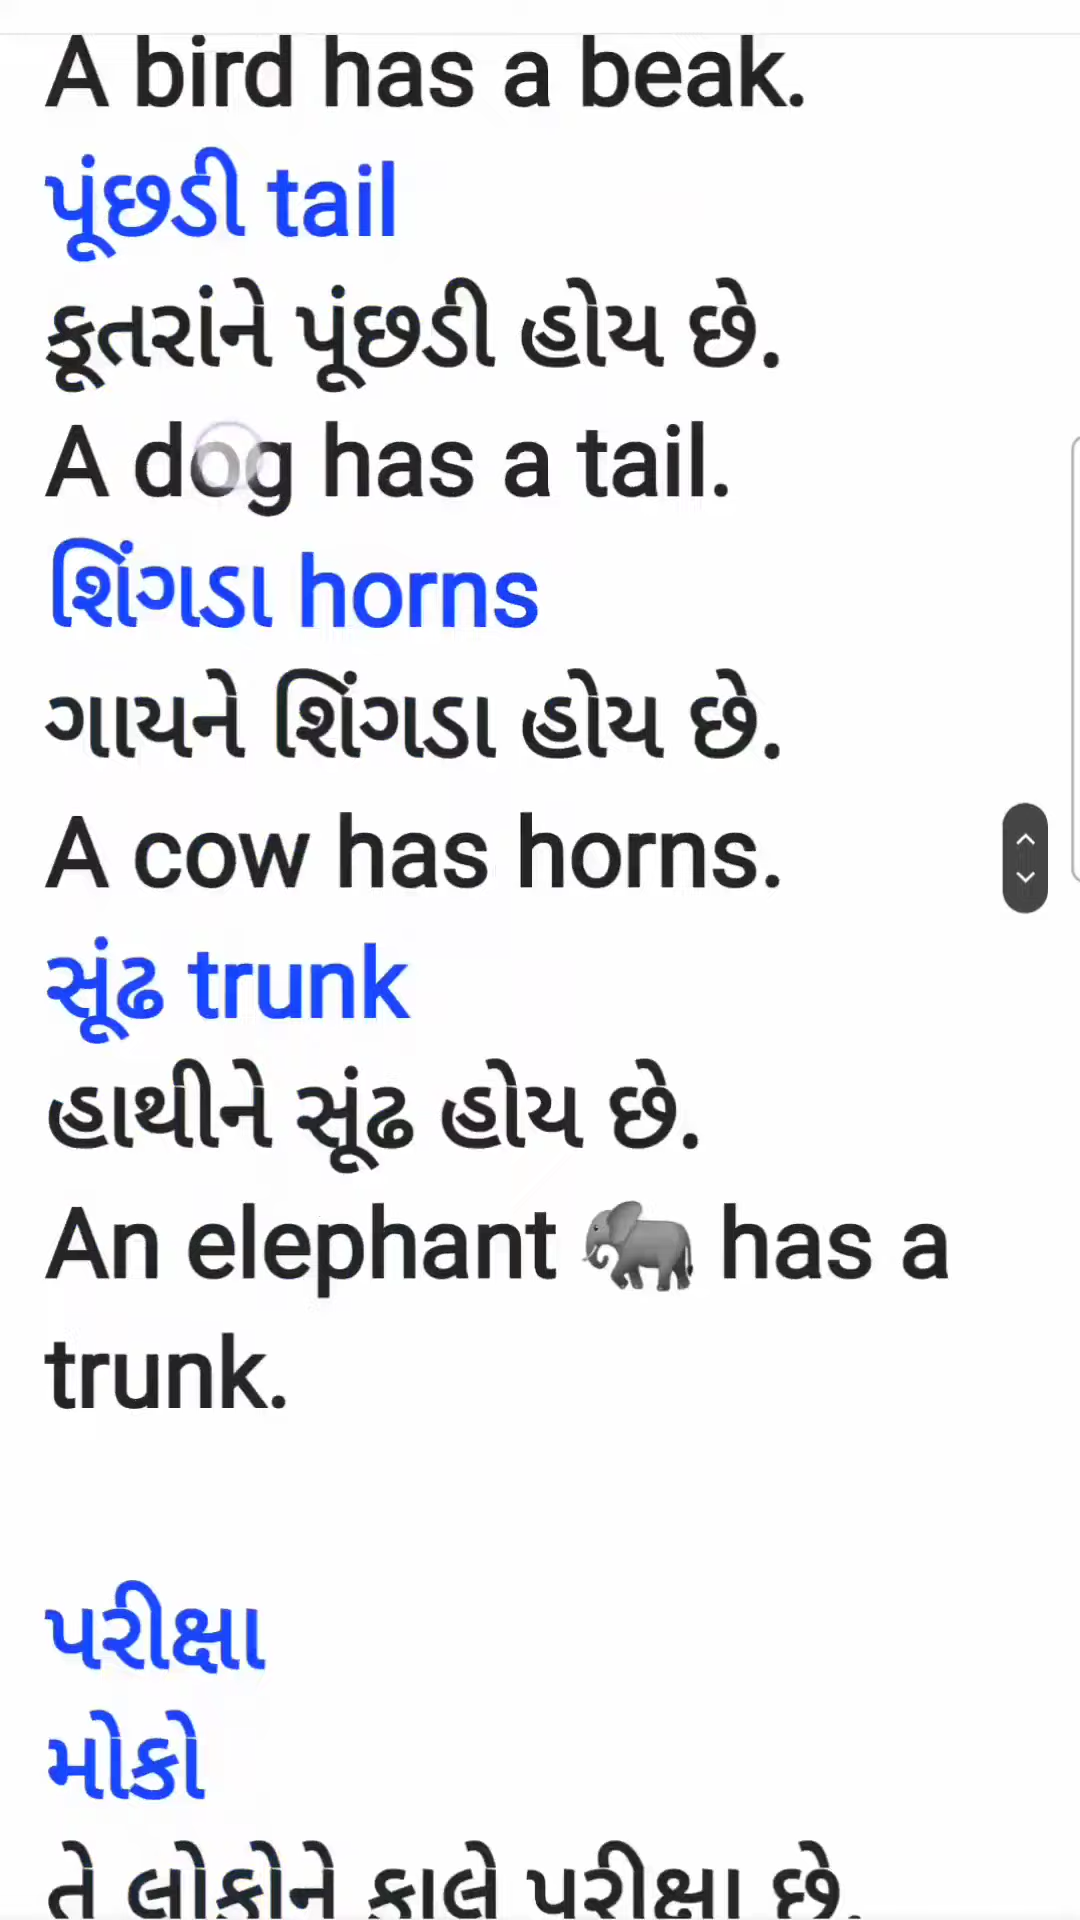 A bird has a beak.
પૂંછડી tail
કૂતરાંને પૂંછડી હોય છે.
A dog has a tail.
શિંગડા horns
ગાયને શિંગડા હોય છે.
A cow has horns.
સૂંઢ trunk
હાથીને સૂંઢ હોય છે.
An elephant 🐘 has a
trunk.
પરીક્ષા
મોકો
તે લોકોને કાલે પરીક્ષા છે.